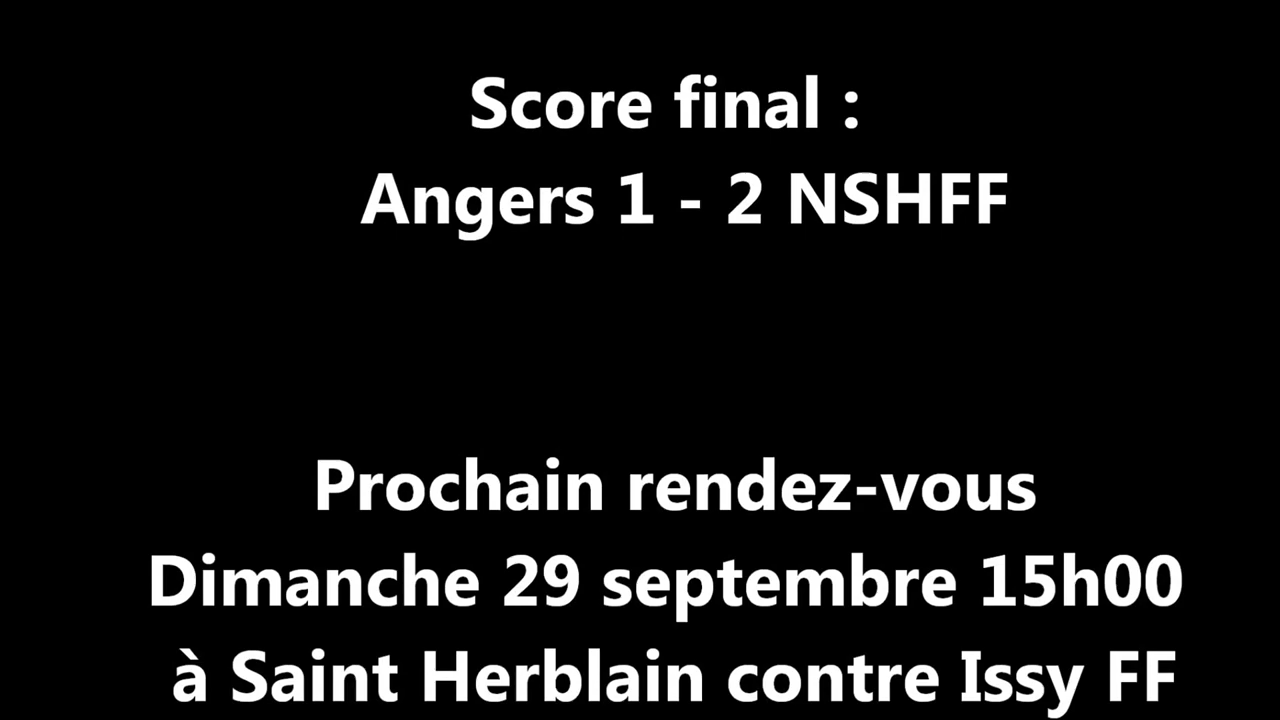 Score final :
Angers 1 - 2 NSHFF
Prochain rendez-vous
Dimanche 29 septembre 15h00
à Saint Herblain contre Issy FF